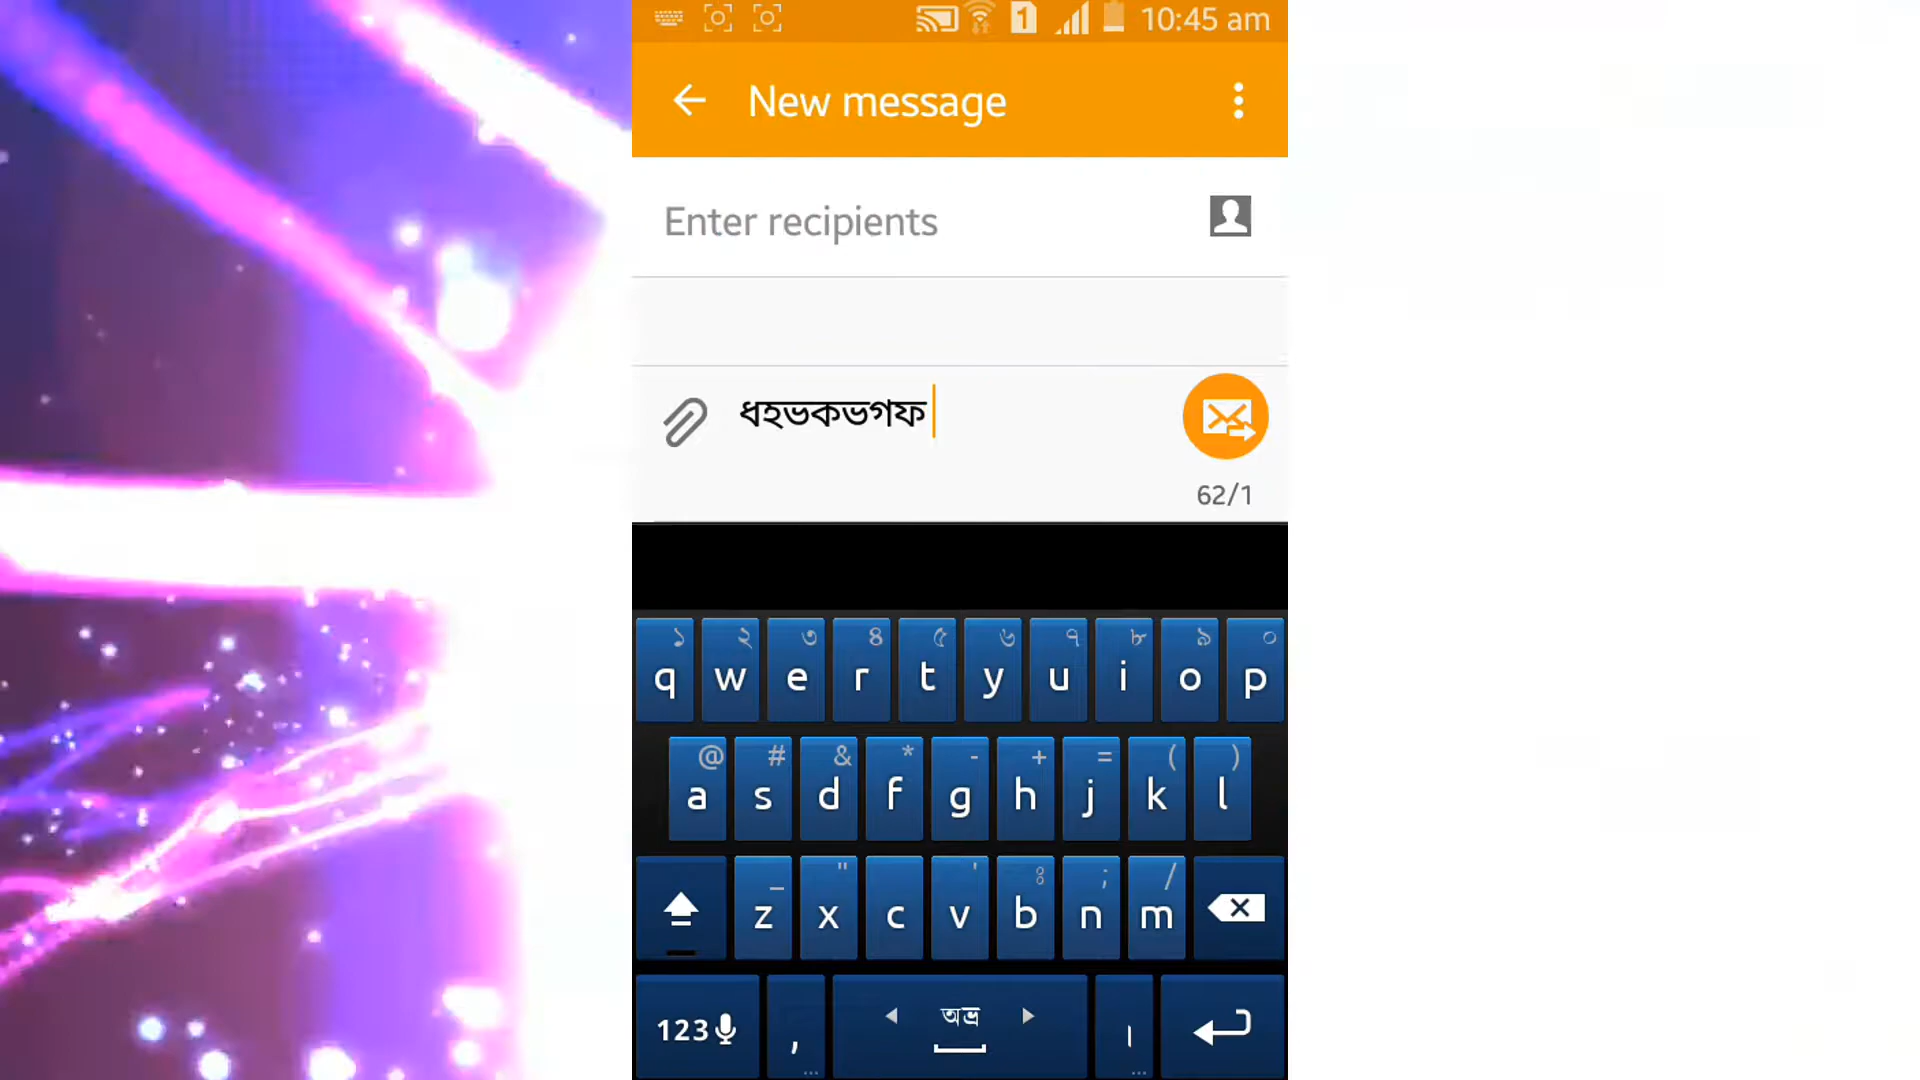 1 10:45 am
New message
Enter recipients
ধহভকভগফ
62/1
১ ২ ৩ ৪ ৫ ৬ ৭ ৮ ৯ ০
q w e r t y u i o p
@ # & * - + = ( )
a s d f g h j k l
_ " ' ঃ ; /
z x c v b n m
123 , অভ্র ।